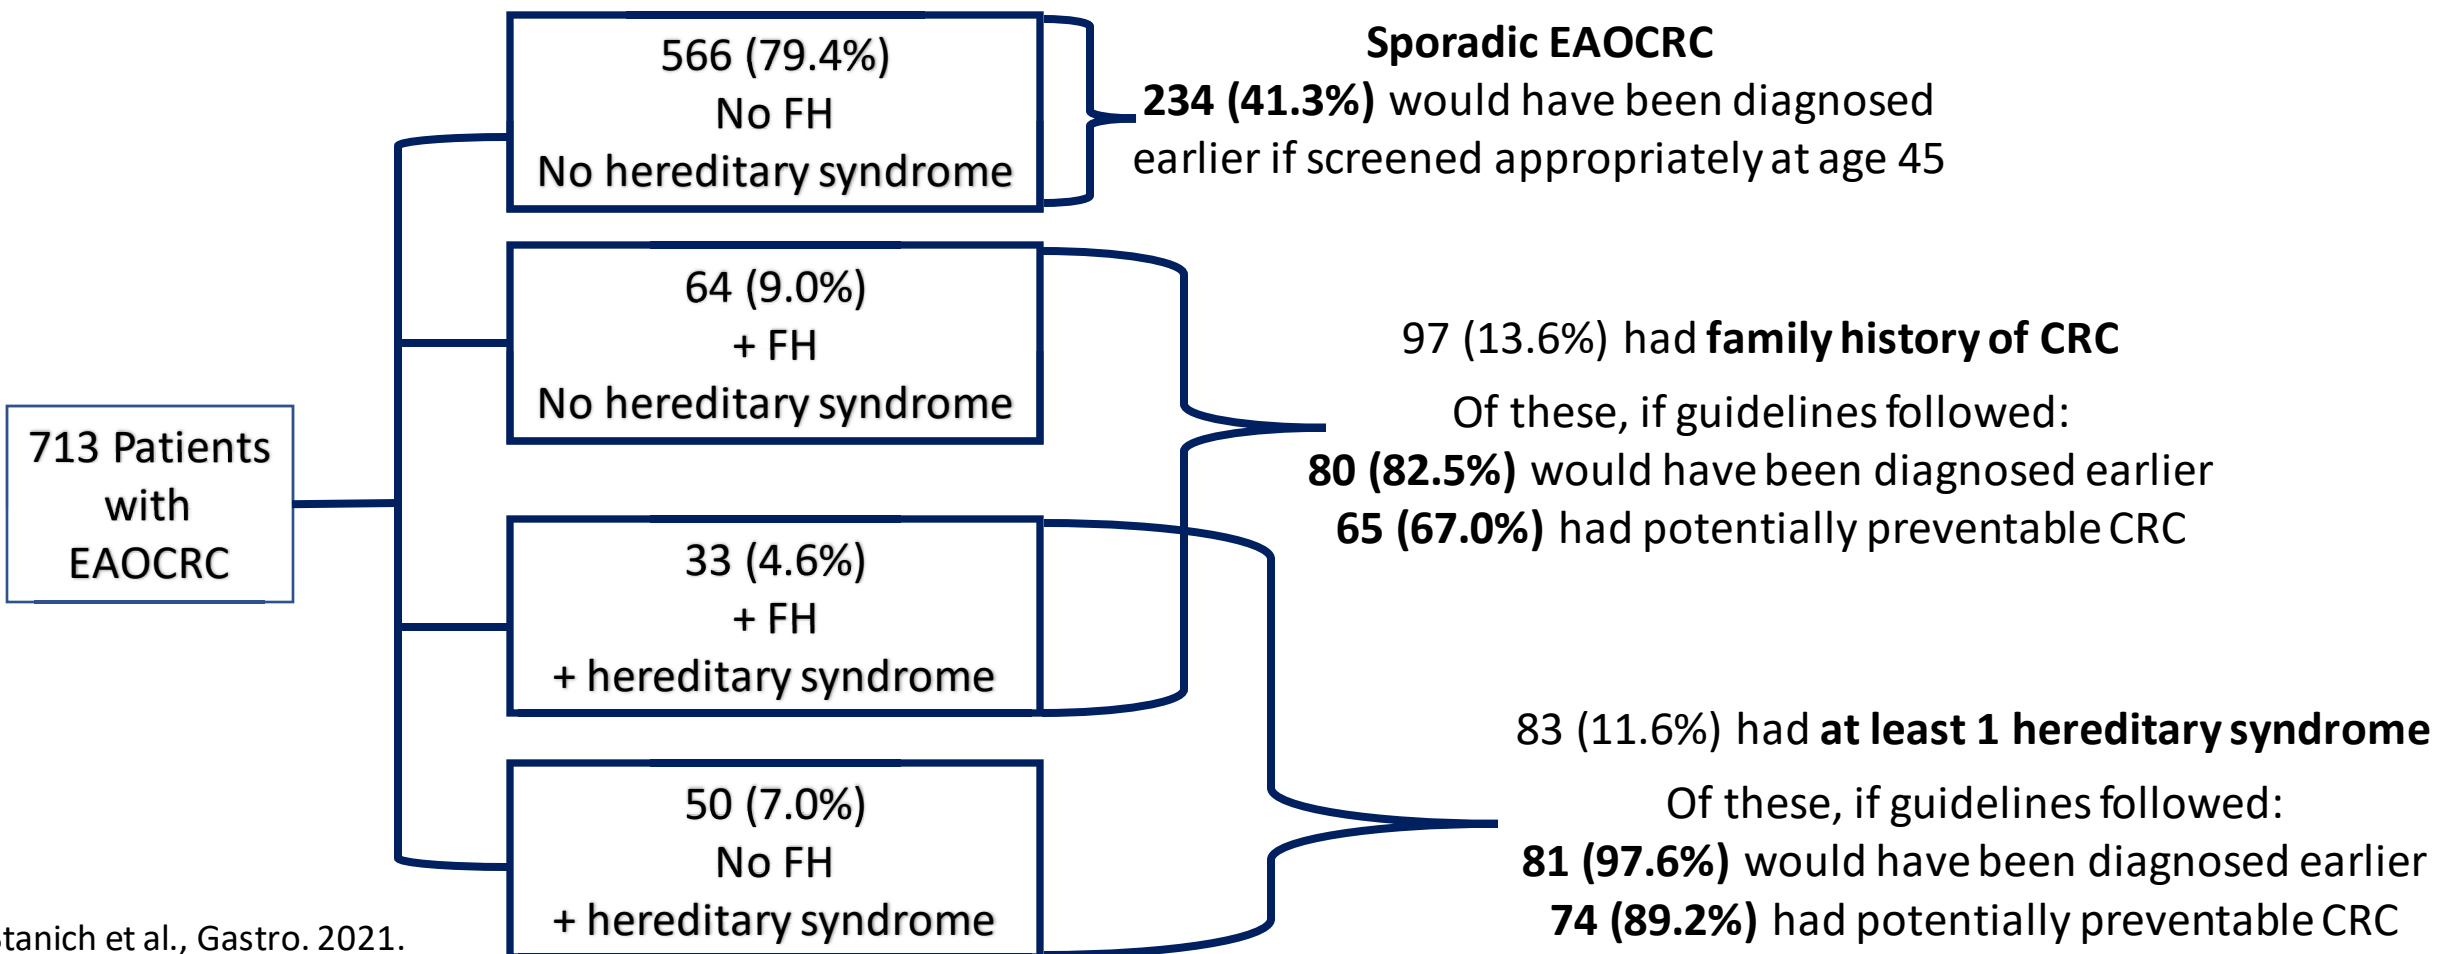 713 Patients
with
EAOCRC
566 (79.4%)
No FH
No hereditary syndrome
64 (9.0%)
+ FH
No hereditary syndrome
33 (4.6%)
+ FH
+ hereditary syndrome
50 (7.0%)
No FH
+ hereditary syndrome
Sporadic EAOCRC
234 (41.3%) would have been diagnosed
earlier if screened appropriately at age 45
97 (13.6%) had family history of CRC
Of these, if guidelines followed:
80 (82.5%) would have been diagnosed earlier
65 (67.0%) had potentially preventable CRC
83 (11.6%) had at least 1 hereditary syndrome
Of these, if guidelines followed:
81 (97.6%) would have been diagnosed earlier
74 (89.2%) had potentially preventable CRC
tanich et al., Gastro. 2021.